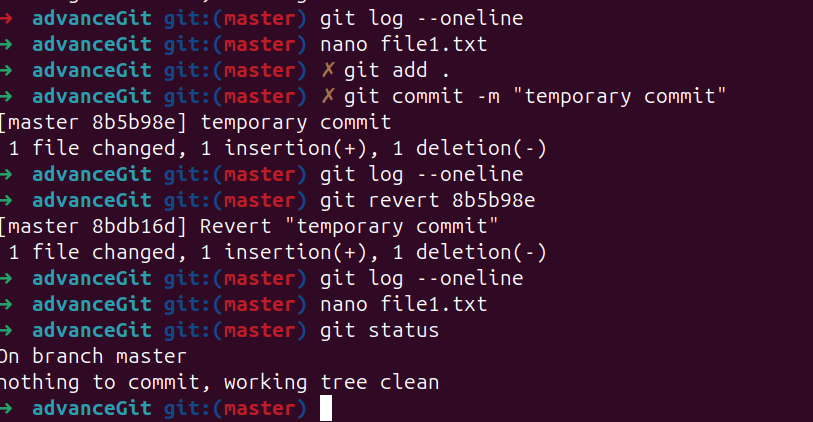 ➜ advanceGit git:(master) git log --oneline
➜ advanceGit git:(master) nano file1.txt
➜ advanceGit git:(master) ✗ git add .
➜ advanceGit git:(master) ✗ git commit -m "temporary commit"
[master 8b5b98e] temporary commit
1 file changed, 1 insertion(+), 1 deletion(-)
➜ advanceGit git:(master) git log --oneline
➜ advanceGit git:(master) git revert 8b5b98e
[master 8bdb16d] Revert "temporary commit"
1 file changed, 1 insertion(+), 1 deletion(-)
➜ advanceGit git:(master) git log --oneline
➜ advanceGit git:(master) nano file1.txt
➜ advanceGit git:(master) git status
On branch master
nothing to commit, working tree clean
➜ advanceGit git:(master)